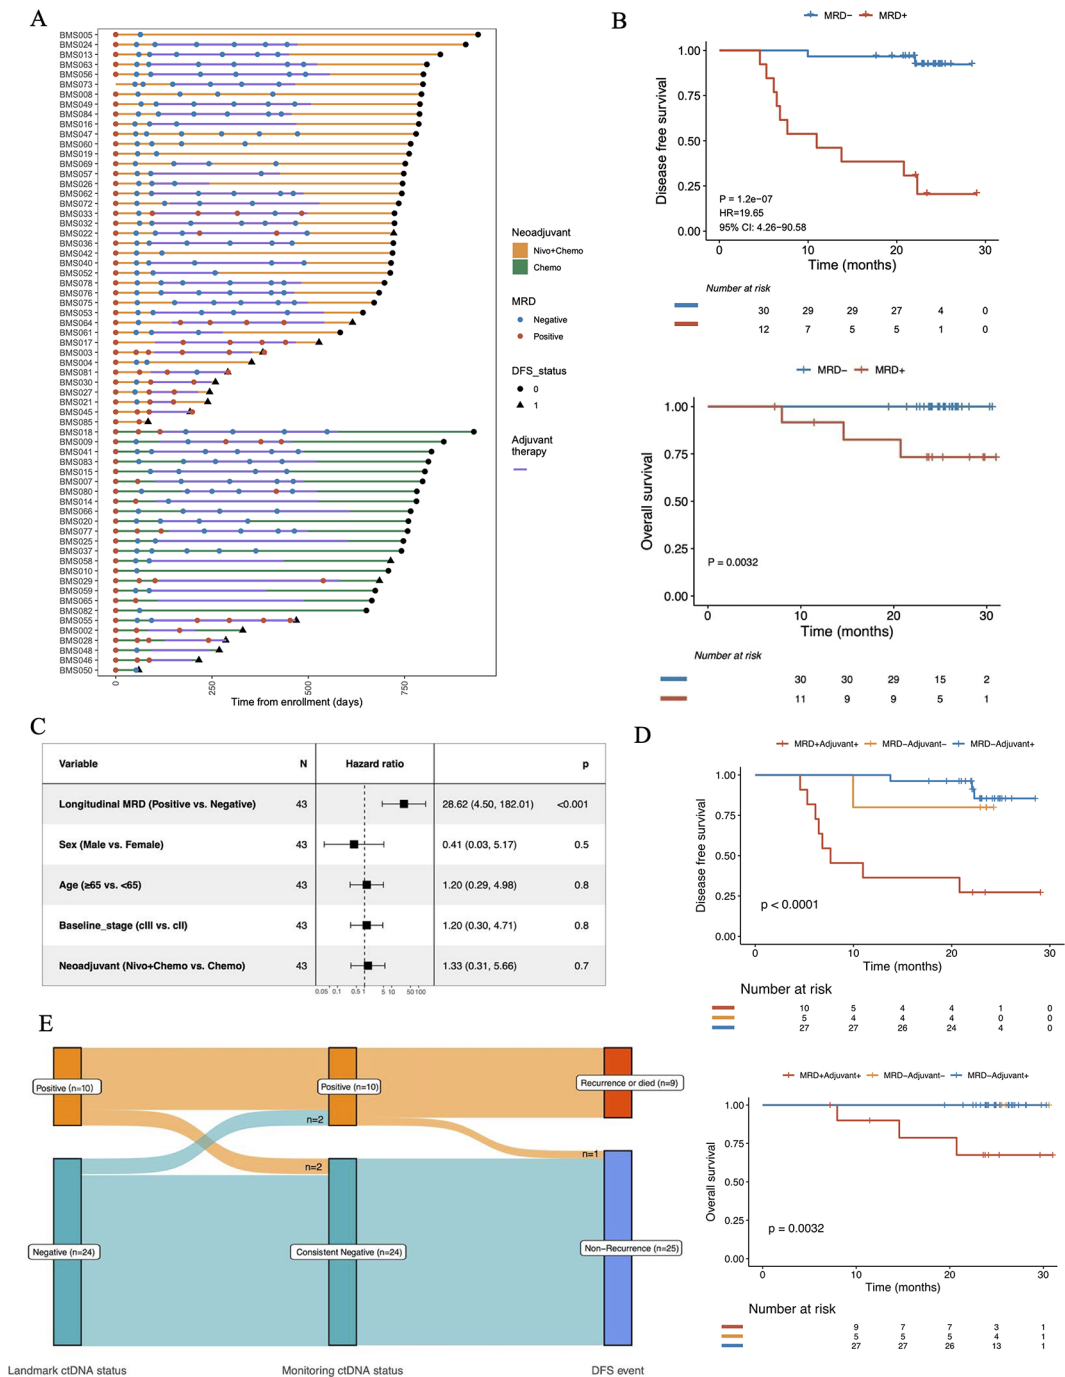 A
BMS005
BMS024
BMS013
BMS063
BMS056
BMS073
BMS008
BMS049
BMS084
BMS016
BMS047
BMS060
BMS019
BMS069
BMS057
BMS026
BMS062
BMS072
BMS033
BMS032
BMS022
BMS036
BMS042
BMS040
BMS052
BMS078
BMS076
BMS075
BMS053
BMS064
BMS061
BMS017
BMS003
BMS004
BMS081
BMS030
BMS027
BMS021
BMS045
BMS085
BMS018
BMS009
BMS041
BMS083
BMS015
BMS007
BMS080
BMS014
BMS066
BMS020
BMS077
BMS025
BMS037
BMS058
BMS010
BMS029
BMS059
BMS065
BMS082
BMS055
BMS002
BMS028
BMS048
BMS046
BMS050
0 250 500 750
Time from enrollment (days)
Neoadjuvant
Nivo+Chemo
Chemo
MRD
Negative
Positive
DFS_status
0
1
Adjuvant
therapy
B
MRD− MRD+
Disease free survival
1.00
0.75
0.50
0.25
0.00
P = 1.2e−07
HR=19.65
95% CI: 4.26−90.58
0 10 20 30
Time (months)
Number at risk
30 29 29 27 4 0
12 7 5 5 1 0
MRD− MRD+
Overall survival
1.00
0.75
0.50
0.25
0.00
P = 0.0032
0 10 20 30
Time (months)
Number at risk
30 30 29 15 2
11 9 9 5 1
C
Variable N Hazard ratio p
Longitudinal MRD (Positive vs. Negative) 43 28.62 (4.50, 182.01) <0.001
Sex (Male vs. Female) 43 0.41 (0.03, 5.17) 0.5
Age (≥65 vs. <65) 43 1.20 (0.29, 4.98) 0.8
Baseline_stage (cIII vs. cII) 43 1.20 (0.30, 4.71) 0.8
Neoadjuvant (Nivo+Chemo vs. Chemo) 43 1.33 (0.31, 5.66) 0.7
0.05 0.1 0.5 1 5 10 50 100
D
MRD+Adjuvant+ MRD−Adjuvant− MRD−Adjuvant+
Disease free survival
1.00
0.75
0.50
0.25
0.00
p < 0.0001
0 10 20 30
Time (months)
Number at risk
10 5 4 4 1 0
5 4 4 4 0 0
27 27 26 24 4 0
MRD+Adjuvant+ MRD−Adjuvant− MRD−Adjuvant+
Overall survival
1.00
0.75
0.50
0.25
0.00
p = 0.0032
0 10 20 30
Time (months)
Number at risk
9 7 7 3 1
5 5 5 4 1
27 27 26 13 1
E
Positive (n=10)
Positive (n=10)
Recurrence or died (n=9)
n=2
n=2
n=1
Negative (n=24)
Consistent Negative (n=24)
Non−Recurrence (n=25)
Landmark ctDNA status
Monitoring ctDNA status
DFS event